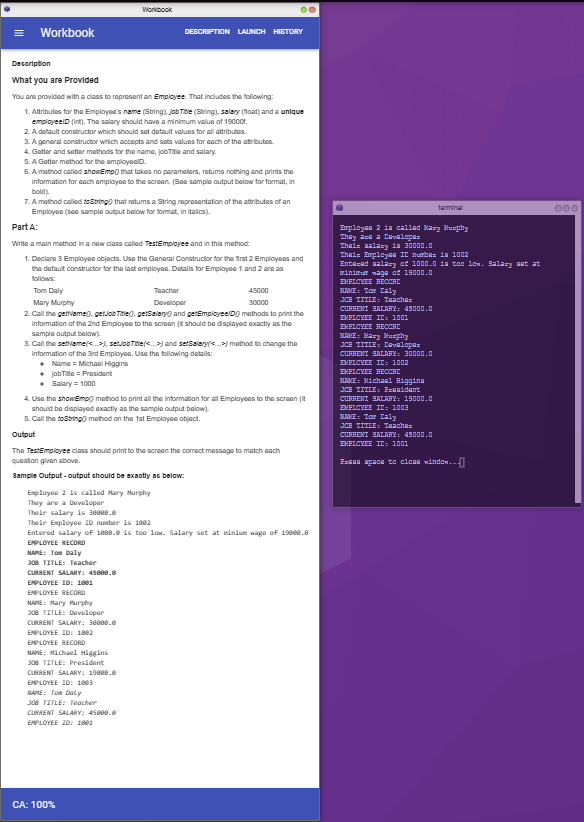 Workbook
Workbook
DESCRIPTION LAUNCH HISTORY
Description
What you are Provided
You are provided with a class to represent an Employee. That includes the following:
1. Attributes for the Employee's name (String), jobTitle (String), salary (float) and a unique
employeeID (int). The salary should have a minimum value of 19000f.
2. A default constructor which should set default values for all attributes.
3. A general constructor which accepts and sets values for each of the attributes.
4. Getter and setter methods for the name, jobTitle and salary.
5. A Getter method for the employeeID.
6. A method called showEmp() that takes no parameters, returns nothing and prints the
information for each employee to the screen. (See sample output below for format, in
bold).
7. A method called toString() that returns a String representation of the attributes of an
Employee (see sample output below for format, in italics).
Part A:
Write a main method in a new class called TestEmployee and in this method:
1. Declare 3 Employee objects. Use the General Constructor for the first 2 Employees and
the default constructor for the last employee. Details for Employee 1 and 2 are as
follows:
Tom Daly Teacher 45000
Mary Murphy Developer 30000
2. Call the getName(), getJobTitle(), getSalary() and getEmployeeID() methods to print the
information of the 2nd Employee to the screen (it should be displayed exactly as the
sample output below).
3. Call the setName(<...>), setJobTitle(<...>) and setSalary(<...>) method to change the
information of the 3rd Employee. Use the following details:
Name = Michael Higgins
jobTitle = President
Salary = 1000
4. Use the showEmp() method to print all the information for all Employees to the screen (it
should be displayed exactly as the sample output below).
5. Call the toString() method on the 1st Employee object.
Output
The TestEmployee class should print to the screen the correct message to match each
question given above.
Sample Output - output should be exactly as below:
Employee 2 is called Mary Murphy
They are a Developer
Their salary is 30000.0
Their Employee ID number is 1002
Entered salary of 1000.0 is too low. Salary set at minium wage of 19000.0
EMPLOYEE RECORD
NAME: Tom Daly
JOB TITLE: Teacher
CURRENT SALARY: 45000.0
EMPLOYEE ID: 1001
EMPLOYEE RECORD
NAME: Mary Murphy
JOB TITLE: Developer
CURRENT SALARY: 30000.0
EMPLOYEE ID: 1002
EMPLOYEE RECORD
NAME: Michael Higgins
JOB TITLE: President
CURRENT SALARY: 19000.0
EMPLOYEE ID: 1003
NAME: Tom Daly
JOB TITLE: Teacher
CURRENT SALARY: 45000.0
EMPLOYEE ID: 1001
CA: 100%
terminal
Employee 2 is called Mary Murphy
They are a Developer
Their salary is 30000.0
Their Employee ID number is 1002
Entered salary of 1000.0 is too low. Salary set at
minimum wage of 19000.0
EMPLOYEE RECORD
NAME: Tom Daly
JOB TITLE: Teacher
CURRENT SALARY: 45000.0
EMPLOYEE ID: 1001
EMPLOYEE RECORD
NAME: Mary Murphy
JOB TITLE: Developer
CURRENT SALARY: 30000.0
EMPLOYEE ID: 1002
EMPLOYEE RECORD
NAME: Michael Higgins
JOB TITLE: President
CURRENT SALARY: 19000.0
EMPLOYEE ID: 1003
NAME: Tom Daly
JOB TITLE: Teacher
CURRENT SALARY: 45000.0
EMPLOYEE ID: 1001
Press space to close window...